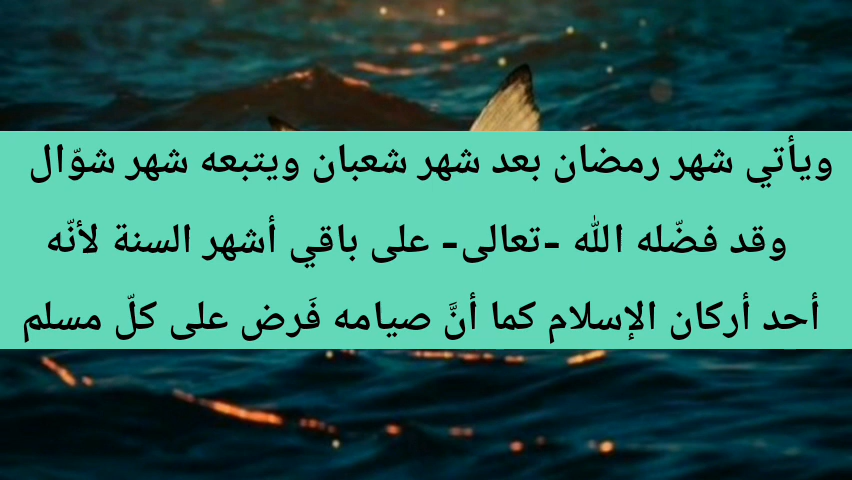 ويأتي شهر رمضان بعد شهر شعبان ويتبعه شهر شوّال
وقد فضّله الله -تعالى- على باقي أشهر السنة لأنّه
أحد أركان الإسلام كما أنَّ صيامه فَرض على كلّ مسلم